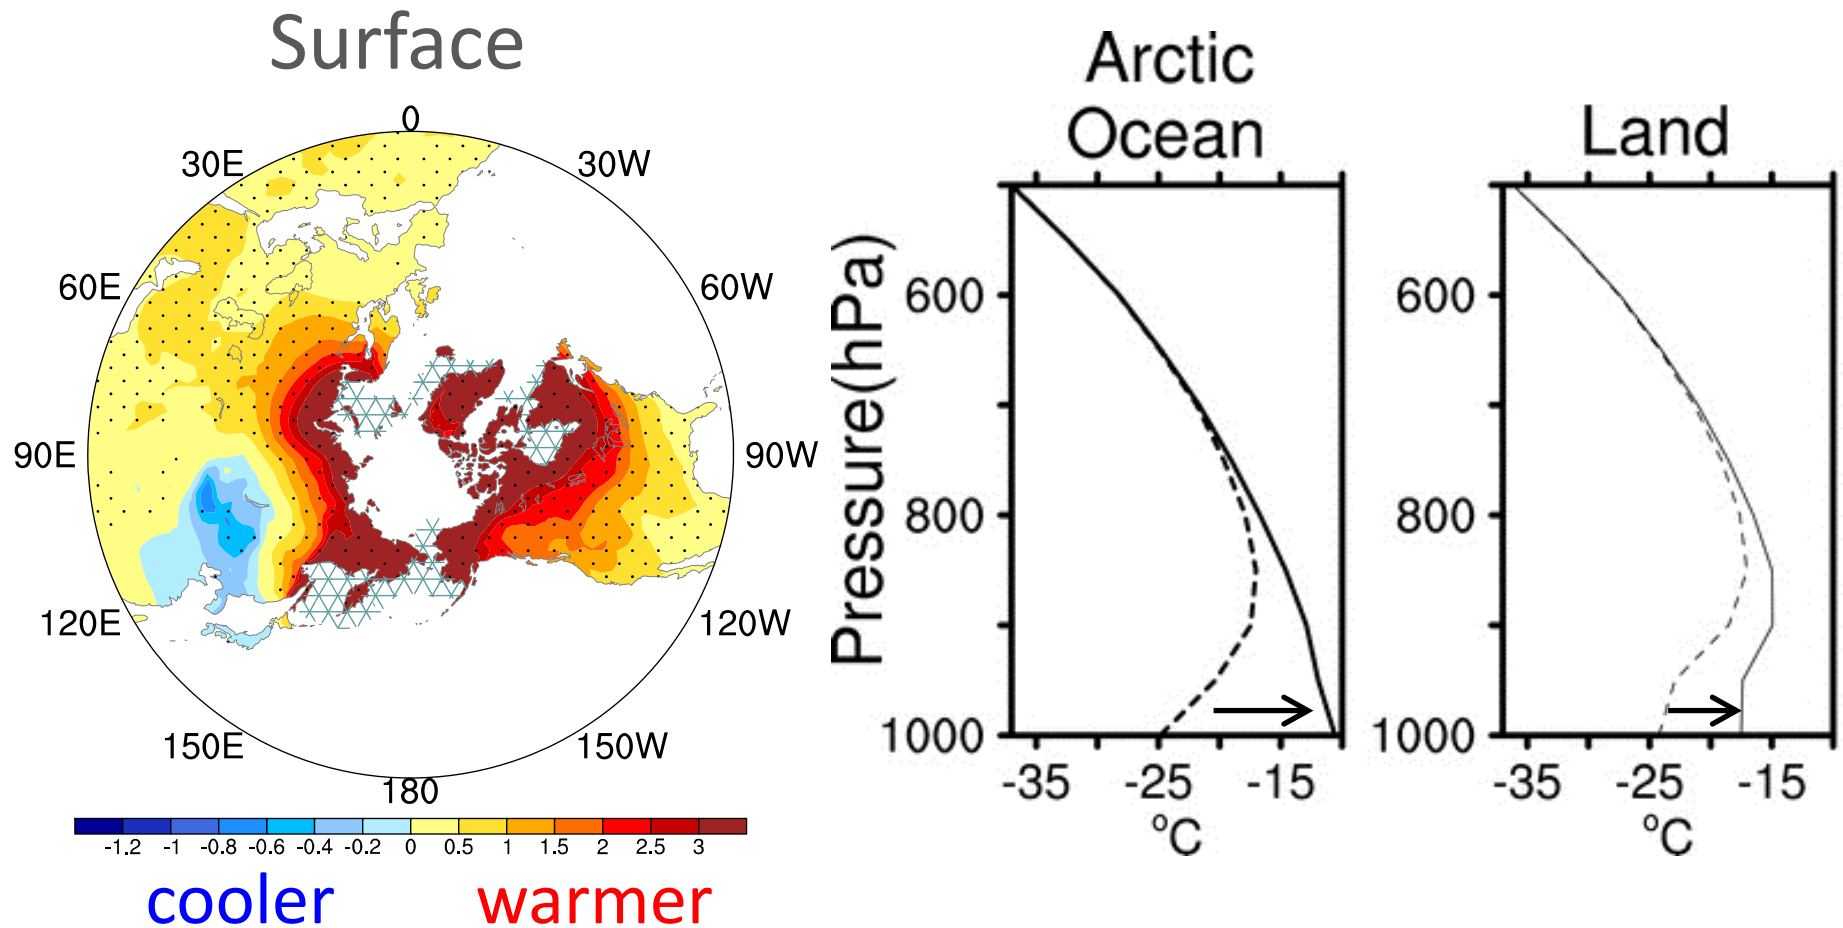 Surface
0
30E
30W
60E
60W
90E
90W
120E
120W
150E
150W
180
-1.2 -1 -0.8 -0.6 -0.4 -0.2 0 0.5 1 1.5 2 2.5 3
cooler
warmer
Arctic
Ocean
Pressure(hPa)
600
800
1000
-35 -25 -15
ºC
Land
600
800
1000
-35 -25 -15
ºC